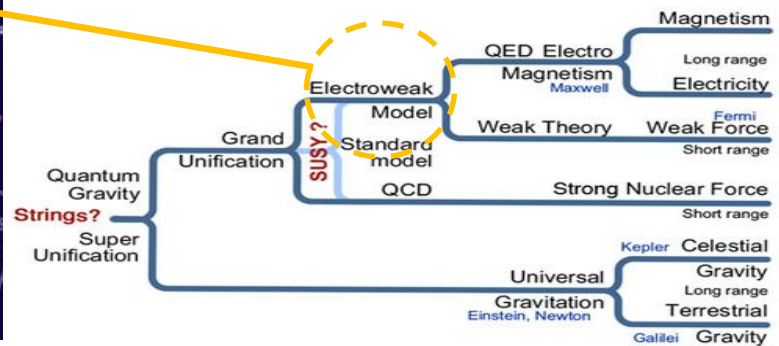 Magnetism
QED Electro
Long range
Magnetism
Maxwell
Electricity
Electroweak
Model
Fermi
Weak Theory
Weak Force
Short range
Grand
Unification
SUSY ?
Standard
model
QCD
Strong Nuclear Force
Short range
Quantum
Gravity
Strings?
Super
Unification
Kepler
Celestial
Gravity
Long range
Universal
Gravitation
Einstein, Newton
Terrestrial
Galilei
Gravity